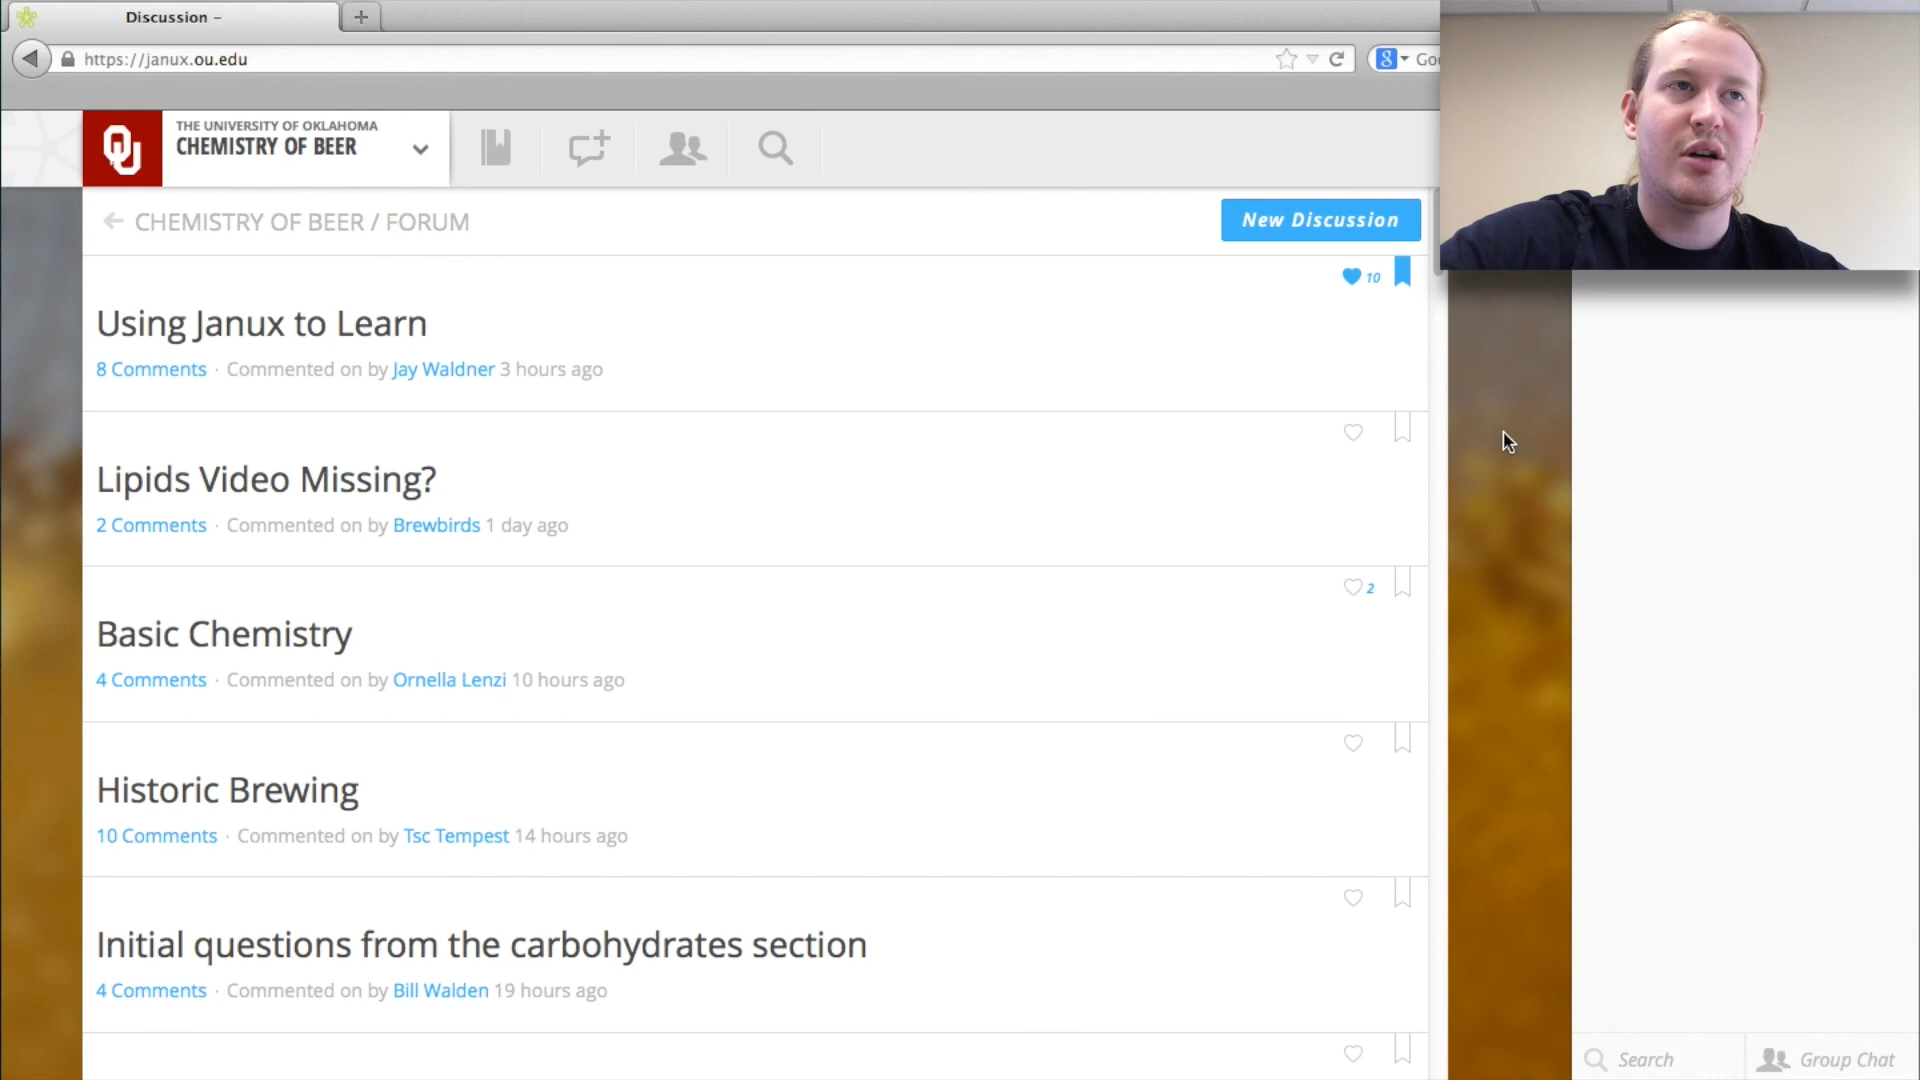 Discussion –
https://janux.ou.edu
THE UNIVERSITY OF OKLAHOMA
CHEMISTRY OF BEER
CHEMISTRY OF BEER / FORUM
New Discussion
10
Using Janux to Learn
8 Comments · Commented on by Jay Waldner 3 hours ago
Lipids Video Missing?
2 Comments · Commented on by Brewbirds 1 day ago
2
Basic Chemistry
4 Comments · Commented on by Ornella Lenzi 10 hours ago
Historic Brewing
10 Comments · Commented on by Tsc Tempest 14 hours ago
Initial questions from the carbohydrates section
4 Comments · Commented on by Bill Walden 19 hours ago
Search
Group Chat